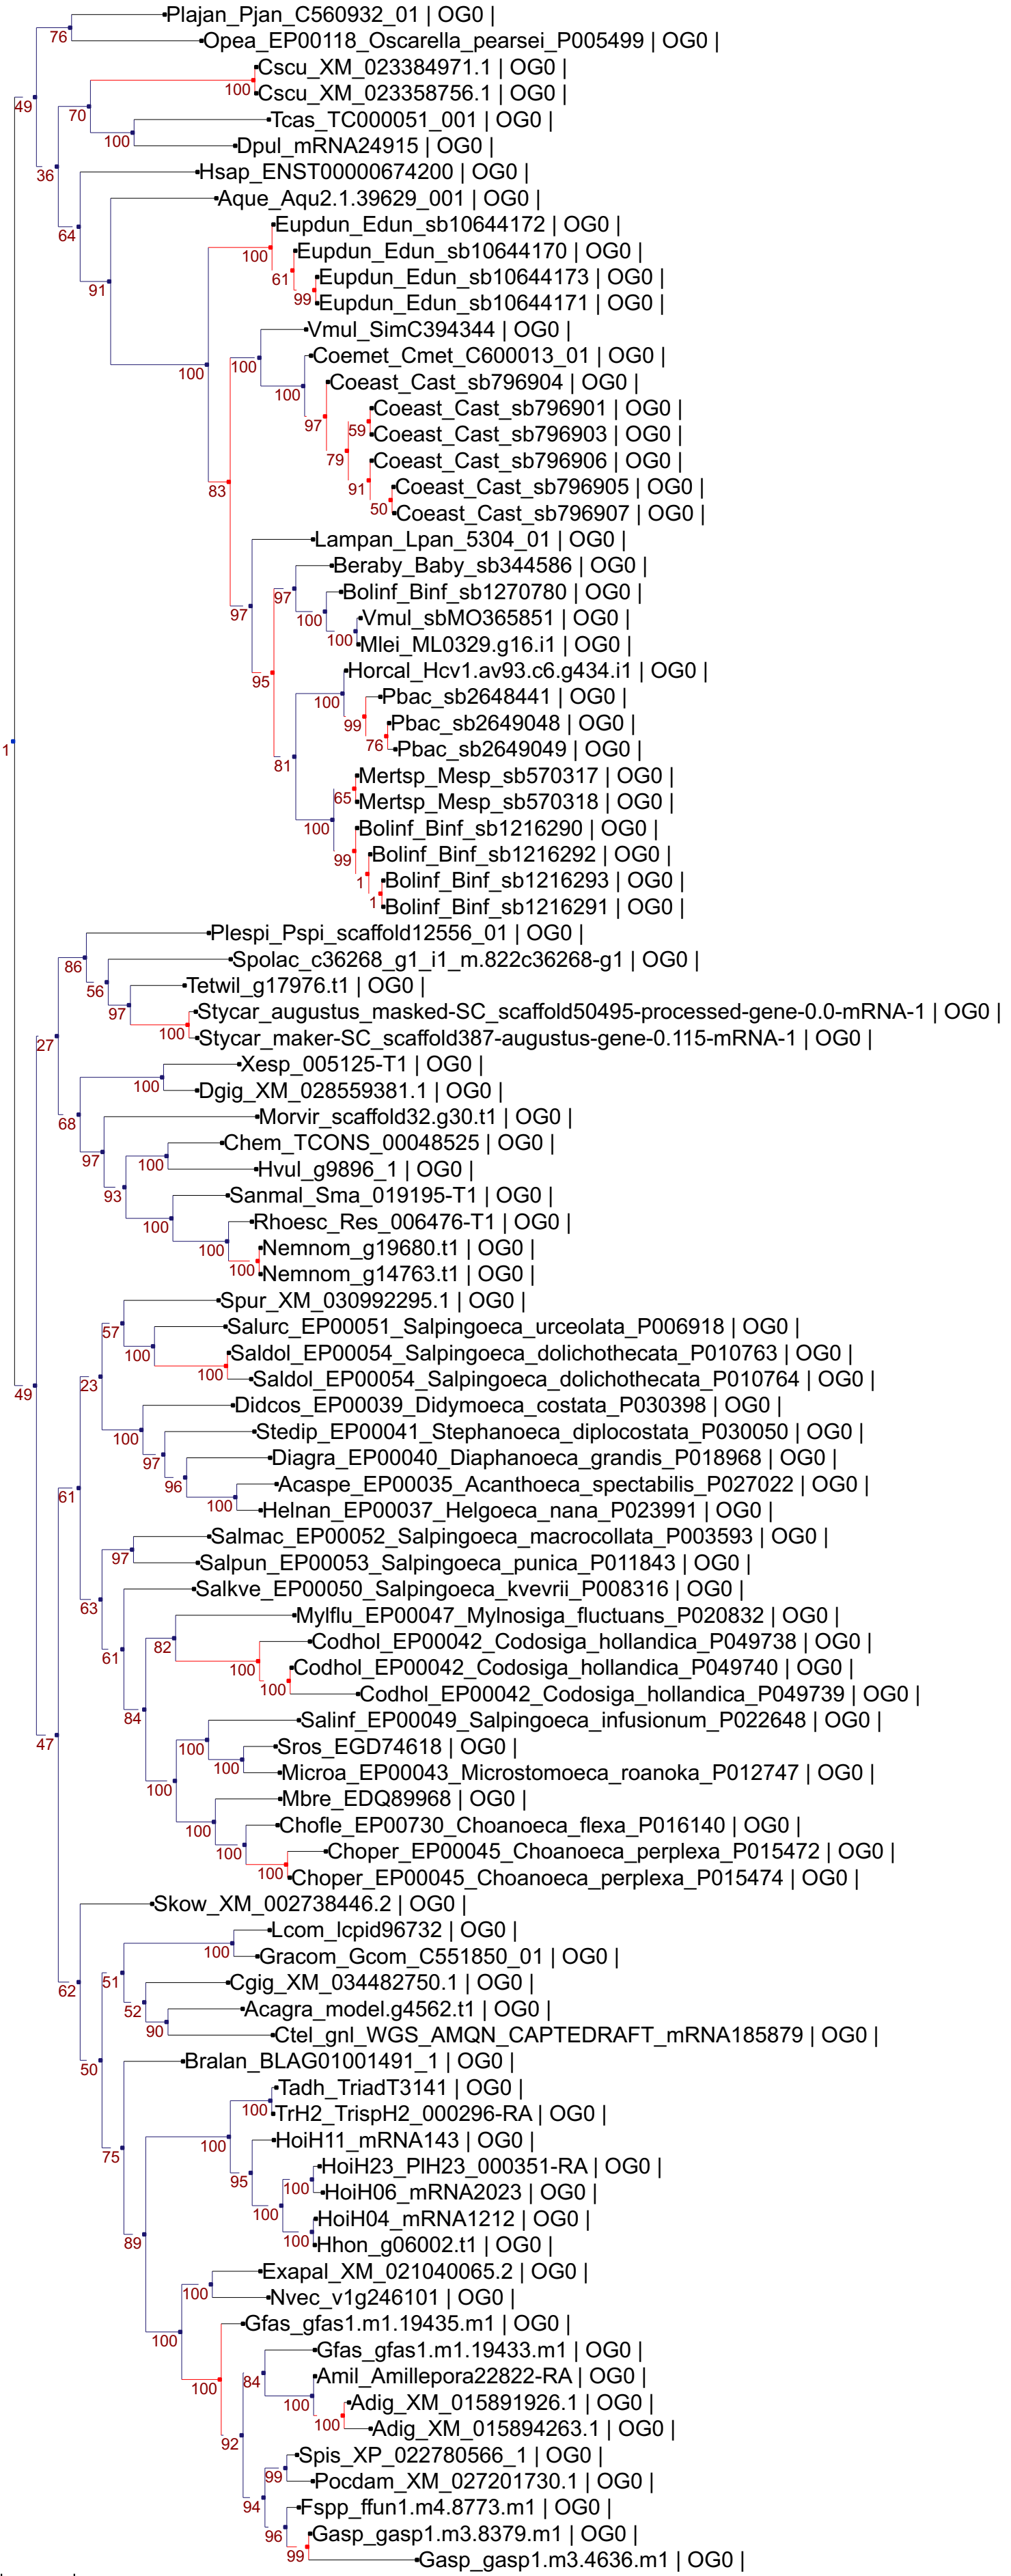 Plajan_Pjan_C560932_01 | OG0 |
76
Opea_EP00118_Oscarella_pearsei_P005499 | OG0 |
Cscu_XM_023384971.1 | OG0 |
100
Cscu_XM_023358756.1 | OG0 |
49
70
Tcas_TC000051_001 | OG0 |
100
Dpul_mRNA24915 | OG0 |
36
Hsap_ENST00000674200 | OG0 |
Aque_Aqu2.1.39629_001 | OG0 |
64
Eupdun_Edun_sb10644172 | OG0 |
100
Eupdun_Edun_sb10644170 | OG0 |
61
Eupdun_Edun_sb10644173 | OG0 |
91
99
Eupdun_Edun_sb10644171 | OG0 |
Vmul_SimC394344 | OG0 |
100
Coemet_Cmet_C600013_01 | OG0 |
100
100
Coeast_Cast_sb796904 | OG0 |
Coeast_Cast_sb796901 | OG0 |
97
59
Coeast_Cast_sb796903 | OG0 |
79
Coeast_Cast_sb796906 | OG0 |
83
91
Coeast_Cast_sb796905 | OG0 |
50
Coeast_Cast_sb796907 | OG0 |
Lampan_Lpan_5304_01 | OG0 |
Beraby_Baby_sb344586 | OG0 |
97
97
Bolinf_Binf_sb1270780 | OG0 |
100
Vmul_sbMO365851 | OG0 |
100
Mlei_ML0329.g16.i1 | OG0 |
95
Horcal_Hcv1.av93.c6.g434.i1 | OG0 |
100
Pbac_sb2648441 | OG0 |
99
Pbac_sb2649048 | OG0 |
1
76
Pbac_sb2649049 | OG0 |
81
Mertsp_Mesp_sb570317 | OG0 |
65
Mertsp_Mesp_sb570318 | OG0 |
100
Bolinf_Binf_sb1216290 | OG0 |
99
Bolinf_Binf_sb1216292 | OG0 |
1
Bolinf_Binf_sb1216293 | OG0 |
1
Bolinf_Binf_sb1216291 | OG0 |
Plespi_Pspi_scaffold12556_01 | OG0 |
86
Spolac_c36268_g1_i1_m.822c36268-g1 | OG0 |
56
Tetwil_g17976.t1 | OG0 |
97
Stycar_augustus_masked-SC_scaffold50495-processed-gene-0.0-mRNA-1 | OG0 |
100
Stycar_maker-SC_scaffold387-augustus-gene-0.115-mRNA-1 | OG0 |
27
Xesp_005125-T1 | OG0 |
100
Dgig_XM_028559381.1 | OG0 |
68
Morvir_scaffold32.g30.t1 | OG0 |
Chem_TCONS_00048525 | OG0 |
97
100
Hvul_g9896_1 | OG0 |
93
Sanmal_Sma_019195-T1 | OG0 |
100
Rhoesc_Res_006476-T1 | OG0 |
100
Nemnom_g19680.t1 | OG0 |
100
Nemnom_g14763.t1 | OG0 |
Spur_XM_030992295.1 | OG0 |
57
Salurc_EP00051_Salpingoeca_urceolata_P006918 | OG0 |
100
Saldol_EP00054_Salpingoeca_dolichothecata_P010763 | OG0 |
100
Saldol_EP00054_Salpingoeca_dolichothecata_P010764 | OG0 |
49
23
Didcos_EP00039_Didymoeca_costata_P030398 | OG0 |
100
Stedip_EP00041_Stephanoeca_diplocostata_P030050 | OG0 |
97
Diagra_EP00040_Diaphanoeca_grandis_P018968 | OG0 |
96
Acaspe_EP00035_Acanthoeca_spectabilis_P027022 | OG0 |
61
100
Helnan_EP00037_Helgoeca_nana_P023991 | OG0 |
Salmac_EP00052_Salpingoeca_macrocollata_P003593 | OG0 |
97
Salpun_EP00053_Salpingoeca_punica_P011843 | OG0 |
Salkve_EP00050_Salpingoeca_kvevrii_P008316 | OG0 |
63
Mylflu_EP00047_Mylnosiga_fluctuans_P020832 | OG0 |
61
82
Codhol_EP00042_Codosiga_hollandica_P049738 | OG0 |
100
Codhol_EP00042_Codosiga_hollandica_P049740 | OG0 |
100
Codhol_EP00042_Codosiga_hollandica_P049739 | OG0 |
84
Salinf_EP00049_Salpingoeca_infusionum_P022648 | OG0 |
47
100
Sros_EGD74618 | OG0 |
100
Microa_EP00043_Microstomoeca_roanoka_P012747 | OG0 |
100
Mbre_EDQ89968 | OG0 |
100
Chofle_EP00730_Choanoeca_flexa_P016140 | OG0 |
100
Choper_EP00045_Choanoeca_perplexa_P015472 | OG0 |
100
Choper_EP00045_Choanoeca_perplexa_P015474 | OG0 |
Skow_XM_002738446.2 | OG0 |
Lcom_lcpid96732 | OG0 |
100
Gracom_Gcom_C551850_01 | OG0 |
62
51
Cgig_XM_034482750.1 | OG0 |
52
Acagra_model.g4562.t1 | OG0 |
90
Ctel_gnl_WGS_AMQN_CAPTEDRAFT_mRNA185879 | OG0 |
50
Bralan_BLAG01001491_1 | OG0 |
Tadh_TriadT3141 | OG0 |
100
TrH2_TrispH2_000296-RA | OG0 |
100
HoiH11_mRNA143 | OG0 |
75
95
HoiH23_PlH23_000351-RA | OG0 |
100
HoiH06_mRNA2023 | OG0 |
100
HoiH04_mRNA1212 | OG0 |
89
100
Hhon_g06002.t1 | OG0 |
Exapal_XM_021040065.2 | OG0 |
100
Nvec_v1g246101 | OG0 |
Gfas_gfas1.m1.19435.m1 | OG0 |
100
Gfas_gfas1.m1.19433.m1 | OG0 |
100
84
Amil_Amillepora22822-RA | OG0 |
100
Adig_XM_015891926.1 | OG0 |
100
Adig_XM_015894263.1 | OG0 |
92
Spis_XP_022780566_1 | OG0 |
99
Pocdam_XM_027201730.1 | OG0 |
94
Fspp_ffun1.m4.8773.m1 | OG0 |
96
Gasp_gasp1.m3.8379.m1 | OG0 |
99
Gasp_gasp1.m3.4636.m1 | OG0 |